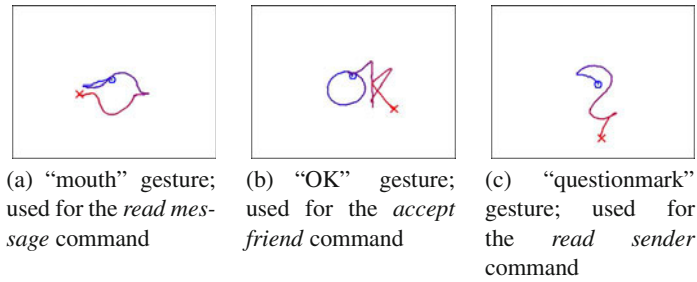 (a) “mouth” gesture;
used for the read mes-
sage command
(b) “OK” gesture;
used for the accept
friend command
(c) “questionmark”
gesture; used for
the read sender
command